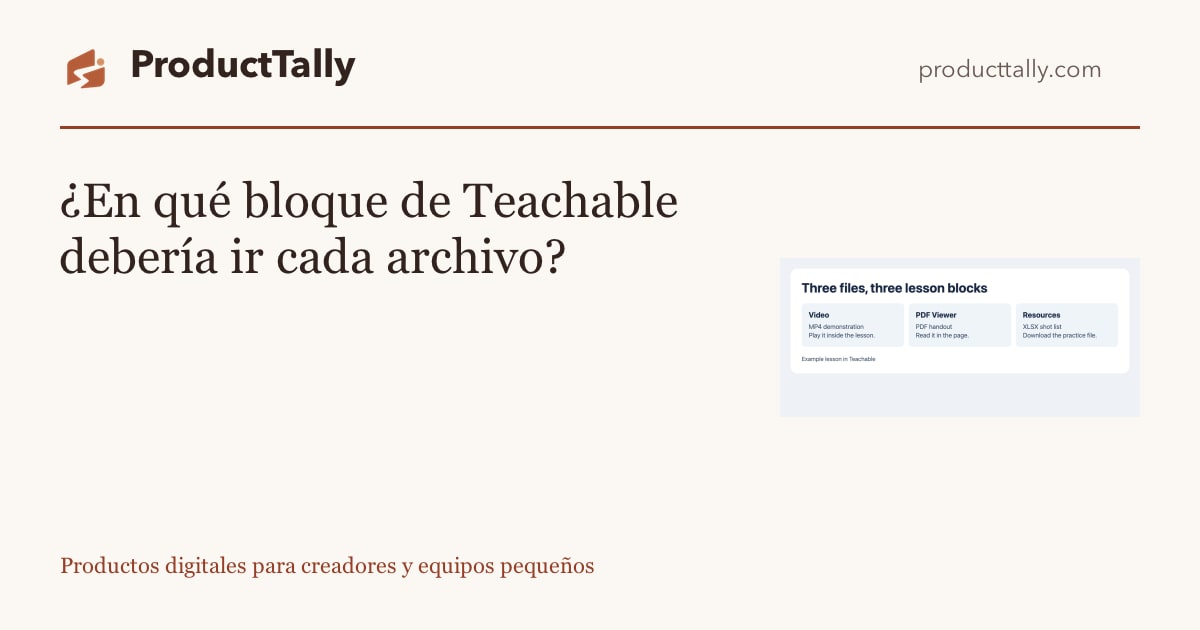 ProductTally
producttally.com
¿En qué bloque de Teachable
debería ir cada archivo?
Three files, three lesson blocks
Video
MP4 demonstration
Play it inside the lesson.
PDF Viewer
PDF handout
Read it in the page.
Resources
XLSX shot list
Download the practice file.
Example lesson in Teachable
Productos digitales para creadores y equipos pequeños